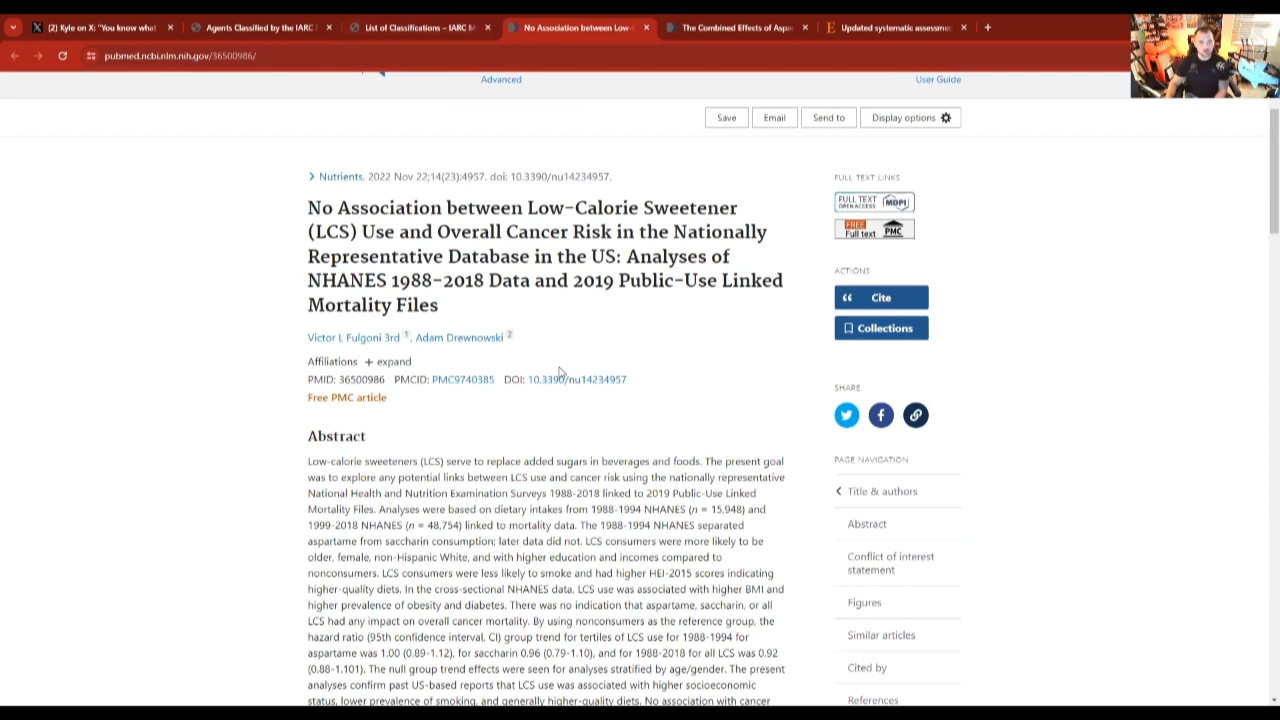 (2) Kyle on X: "You know what
Agents Classified by the IARC
List of Classifications – IARC M
No Association between Low-
The Combined Effects of Aspa
Updated systematic assessmen
pubmed.ncbi.nlm.nih.gov/36500986/
Advanced
User Guide
Save
Email
Send to
Display options
Nutrients. 2022 Nov 22;14(23):4957. doi: 10.3390/nu14234957.
No Association between Low-Calorie Sweetener
(LCS) Use and Overall Cancer Risk in the Nationally
Representative Database in the US: Analyses of
NHANES 1988-2018 Data and 2019 Public-Use Linked
Mortality Files
Victor L Fulgoni 3rd 1, Adam Drewnowski 2
Affiliations + expand
PMID: 36500986 PMCID: PMC9740385 DOI: 10.3390/nu14234957
Free PMC article
Abstract
Low-calorie sweeteners (LCS) serve to replace added sugars in beverages and foods. The present goal
was to explore any potential links between LCS use and cancer risk using the nationally representative
National Health and Nutrition Examination Surveys 1988-2018 linked to 2019 Public-Use Linked
Mortality Files. Analyses were based on dietary intakes from 1988-1994 NHANES (n = 15,948) and
1999-2018 NHANES (n = 48,754) linked to mortality data. The 1988-1994 NHANES separated
aspartame from saccharin consumption; later data did not. LCS consumers were more likely to be
older, female, non-Hispanic White, and with higher education and incomes compared to
nonconsumers. LCS consumers were less likely to smoke and had higher HEI-2015 scores indicating
higher-quality diets. In the cross-sectional NHANES data, LCS use was associated with higher BMI and
higher prevalence of obesity and diabetes. There was no indication that aspartame, saccharin, or all
LCS had any impact on overall cancer mortality. By using nonconsumers as the reference group, the
hazard ratio (95th confidence interval, CI) group trend for tertiles of LCS use for 1988-1994 for
aspartame was 1.00 (0.89-1.12), for saccharin 0.96 (0.79-1.10), and for 1988-2018 for all LCS was 0.92
(0.88-1.101). The null group trend effects were seen for analyses stratified by age/gender. The present
analyses confirm past US-based reports that LCS use was associated with higher socioeconomic
status, lower prevalence of smoking, and generally higher-quality diets. No association with cancer
FULL TEXT LINKS
FULL TEXT
OPEN ACCESS
MDPI
FREE
Full text
PMC
ACTIONS
Cite
Collections
SHARE
PAGE NAVIGATION
Title & authors
Abstract
Conflict of interest
statement
Figures
Similar articles
Cited by
References